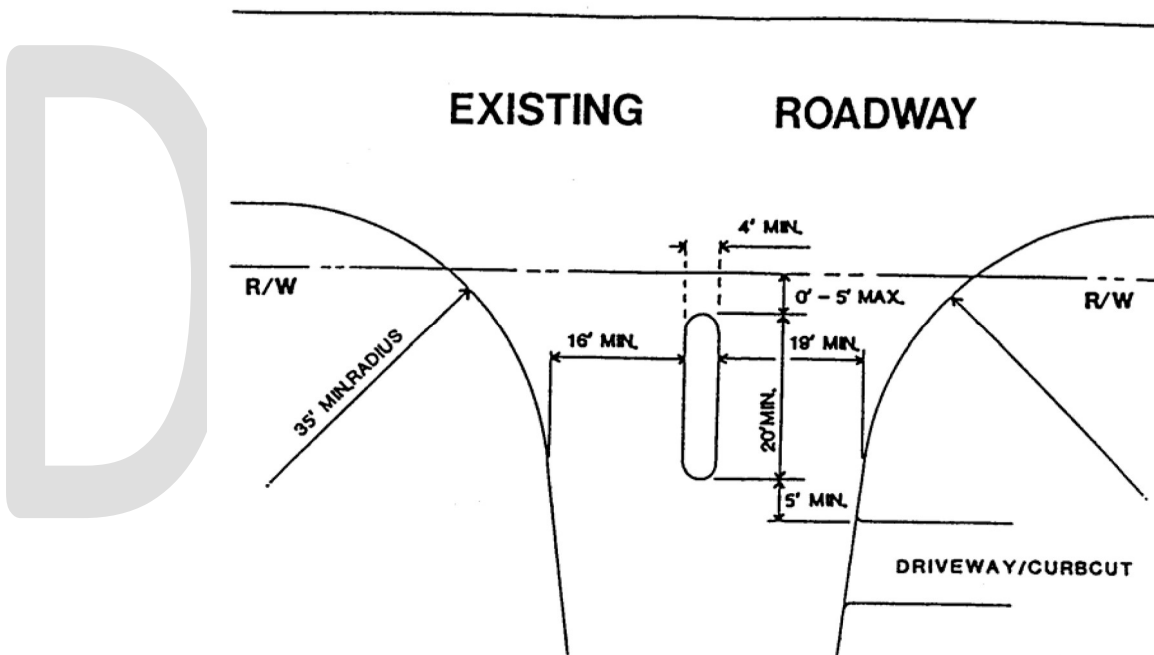 D
EXISTING ROADWAY
4' MIN.
R/W
0' - 5' MAX.
R/W
35' MIN.RADIUS
16' MIN.
19' MIN.
20'MIN.
5' MIN.
DRIVEWAY/CURBCUT